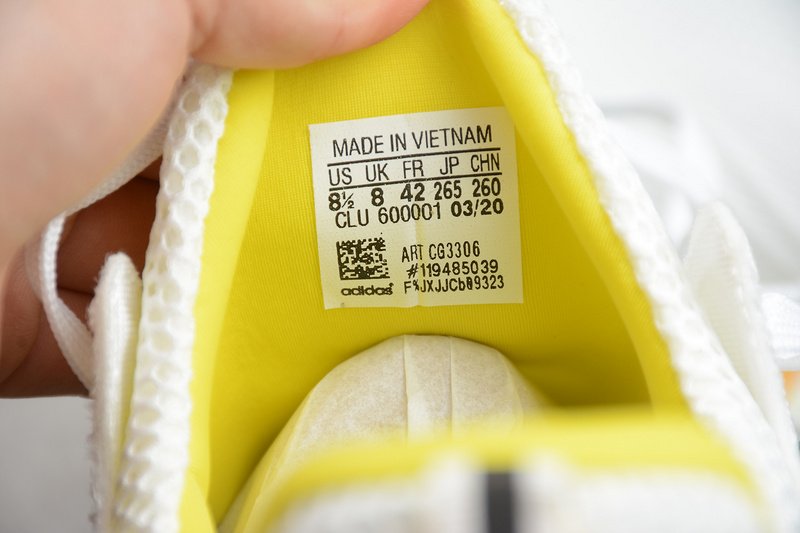 MADE IN VIETNAM
US UK FR JP CHN
8½ 8 42 265 260
CLU 600001 03/20
ART CG3306
#119485039
F%JXJJCb09323
adidas